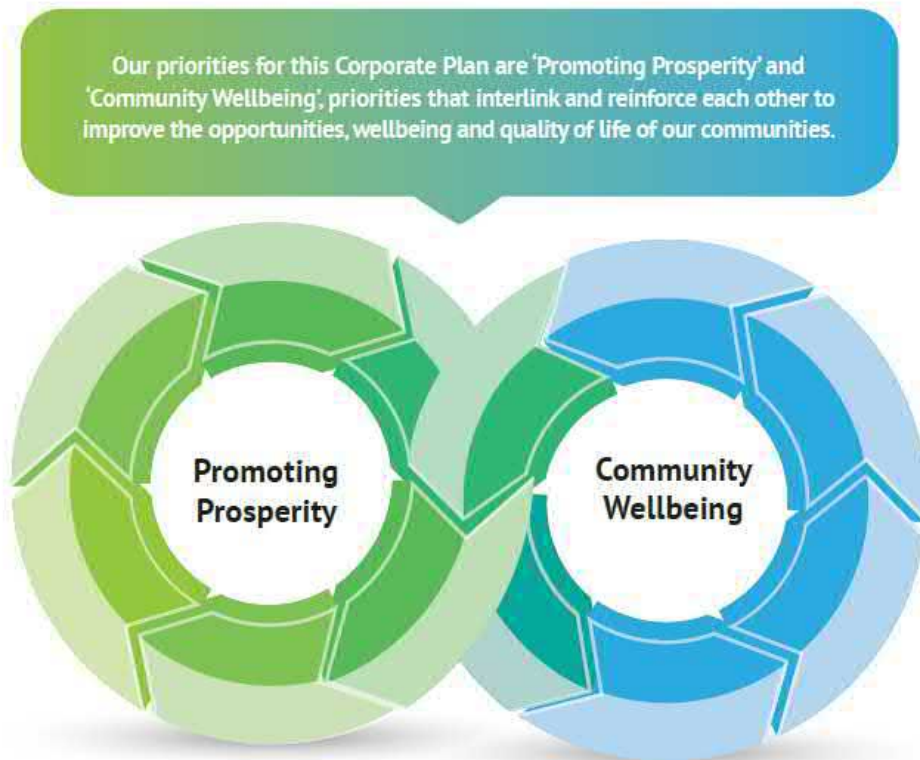 Our priorities for this Corporate Plan are ‘Promoting Prosperity’ and
‘Community Wellbeing’, priorities that interlink and reinforce each other to
improve the opportunities, wellbeing and quality of life of our communities.
Promoting
Prosperity
Community
Wellbeing